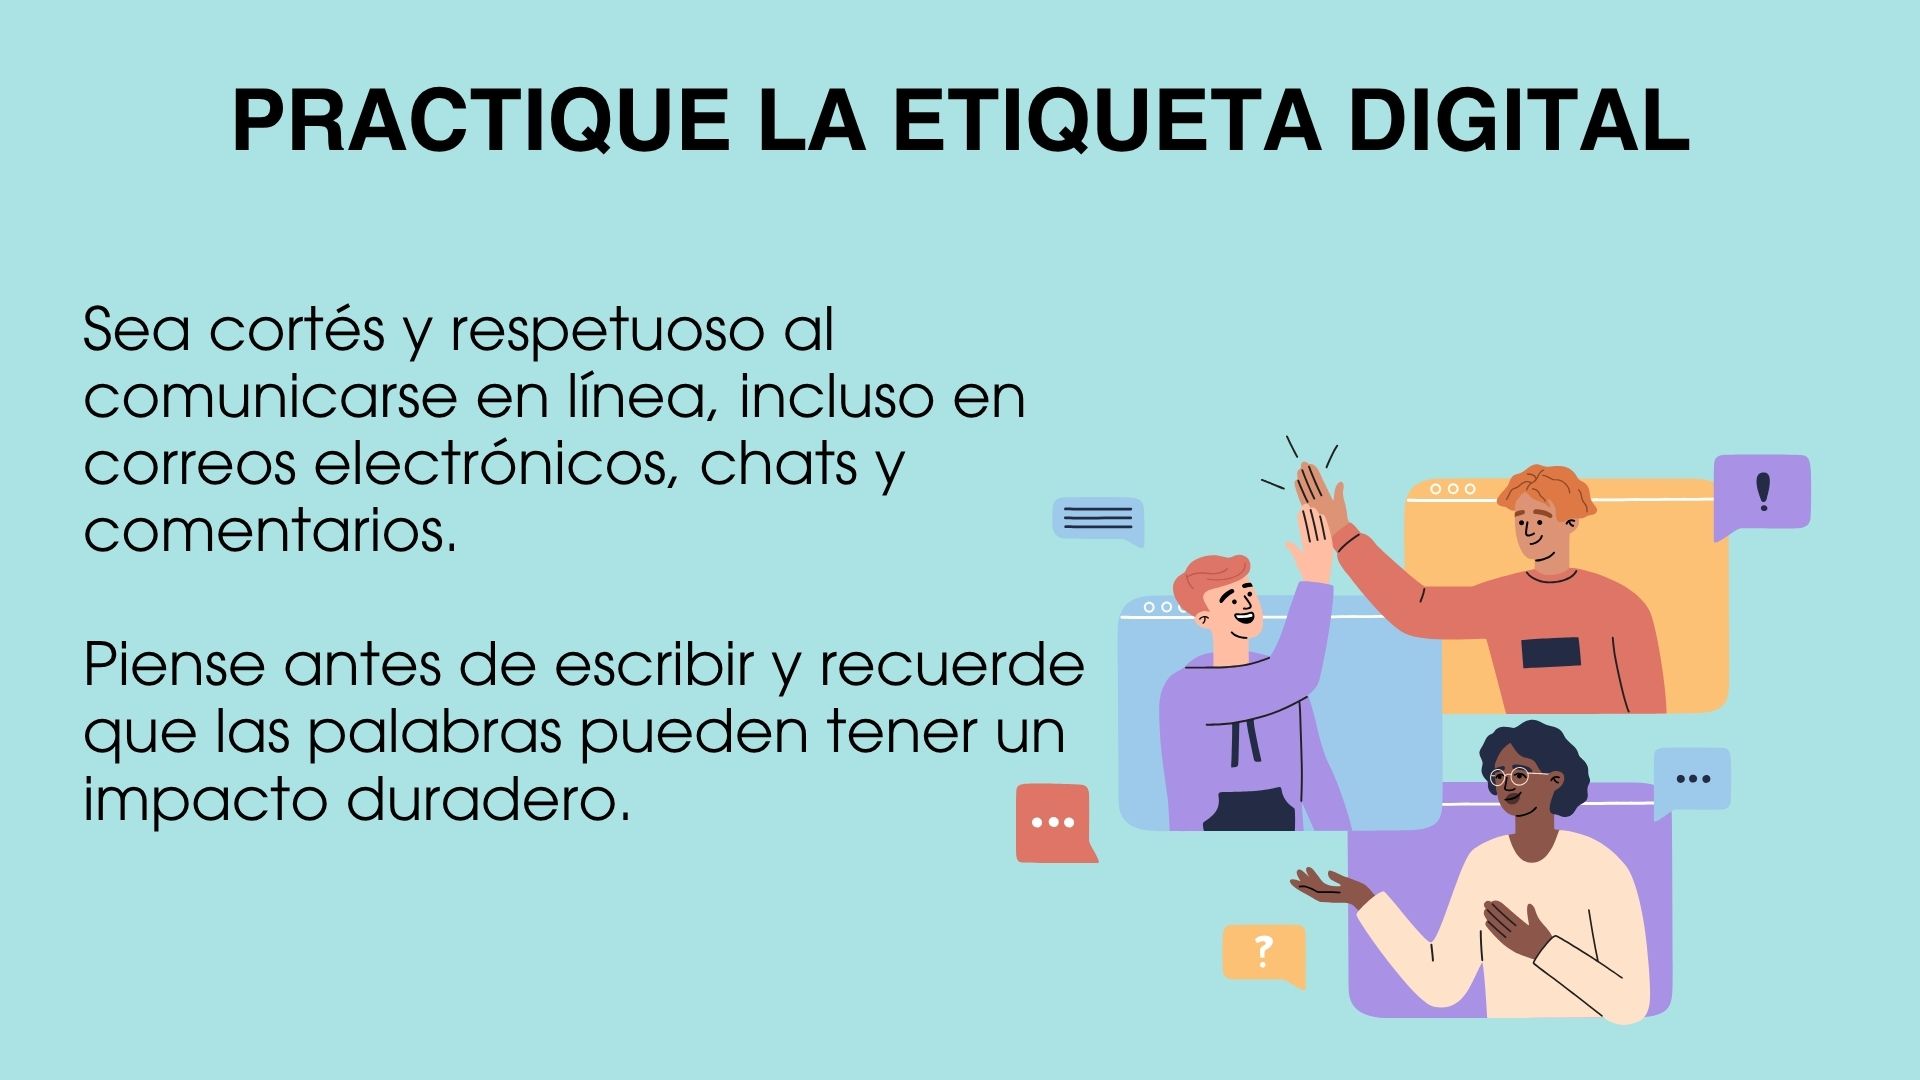 PRACTIQUE LA ETIQUETA DIGITAL
Sea cortés y respetuoso al
comunicarse en línea, incluso en
correos electrónicos, chats y
comentarios.
Piense antes de escribir y recuerde
que las palabras pueden tener un
impacto duradero.
!
?